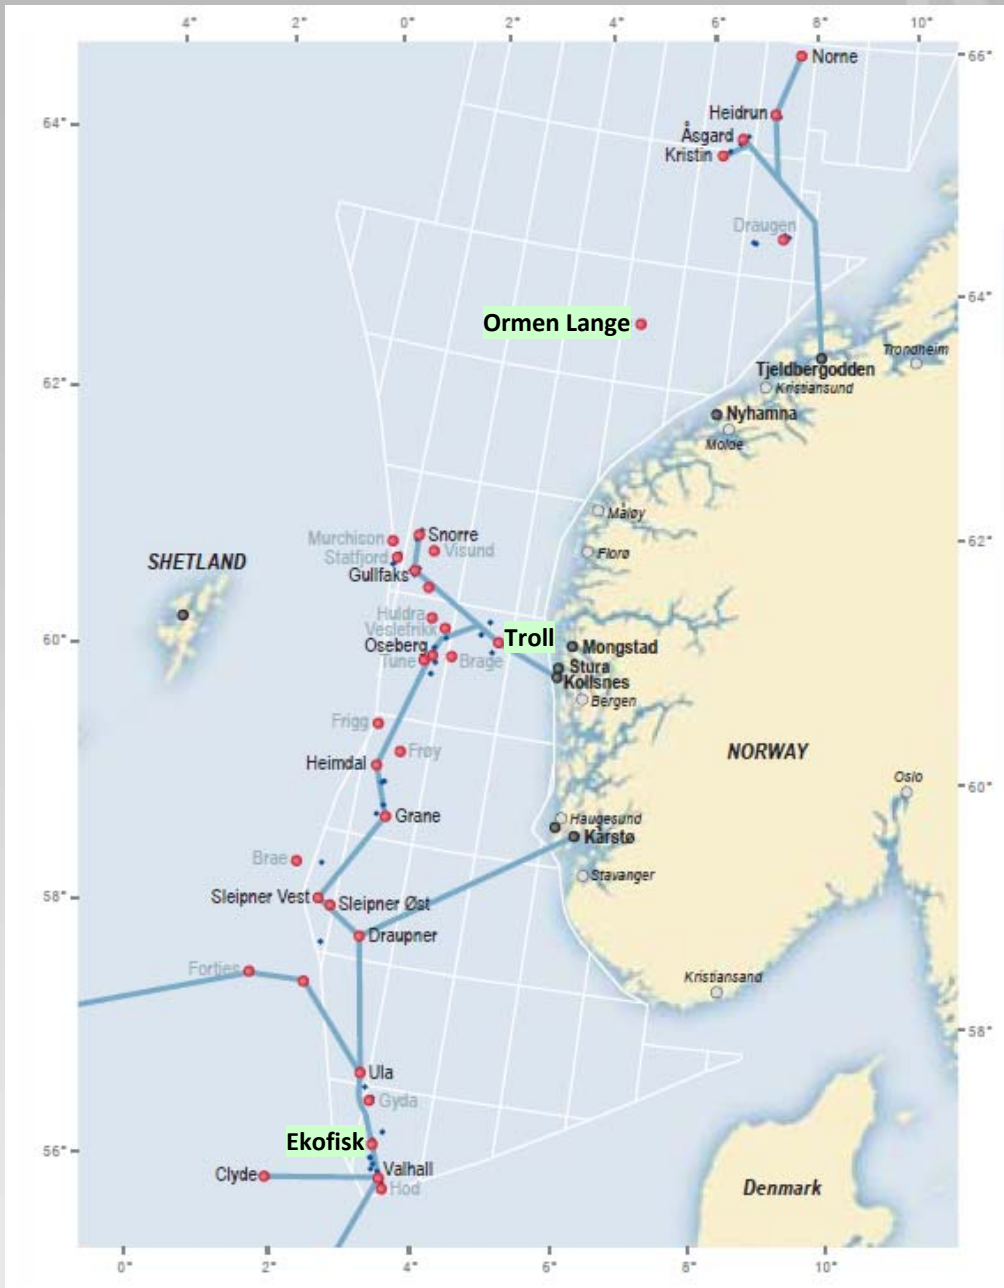 4° 2° 0° 2° 4° 6° 8° 10°
66°
Norne
64°
Heidrun
Åsgard
Kristin
Draugen
64°
Ormen Lange
Trondheim
Tjeldbergodden
62°
Kristiansund
Nyhamna
Molde
Måløy
Snorre
Murchison
62°
Visund
Florø
Statfjord
SHETLAND
Gullfaks
Huldra
Veslefrikk
60°
Troll
Oseberg
Mongstad
Tune
Brage
Stura
Kollsnes
Bergen
Frigg
Frøy
NORWAY
Heimdal
Oslo
60°
Grane
Haugesund
Kårstø
Brae
Stavanger
58°
Sleipner Vest
Sleipner Øst
Draupner
Forties
Kristiansand
58°
Ula
Gyda
Ekofisk
56°
Valhall
Clyde
Hod
Denmark
0° 2° 4° 6° 8° 10°